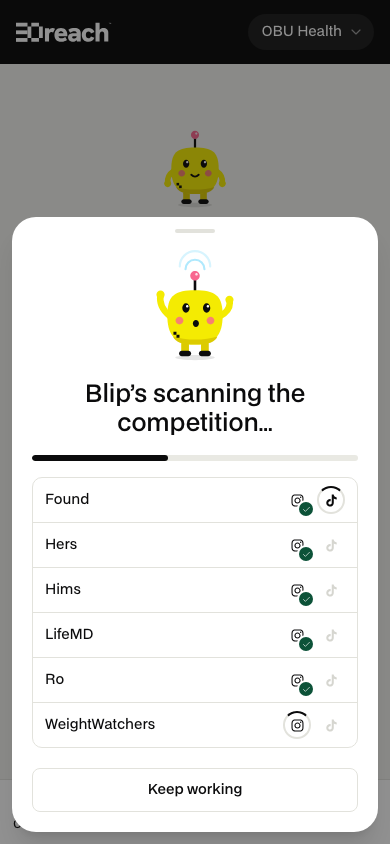 reach
OBU Health
Blip's scanning the
competition...
Found
Hers
Hims
LifeMD
Ro
WeightWatchers
Keep working